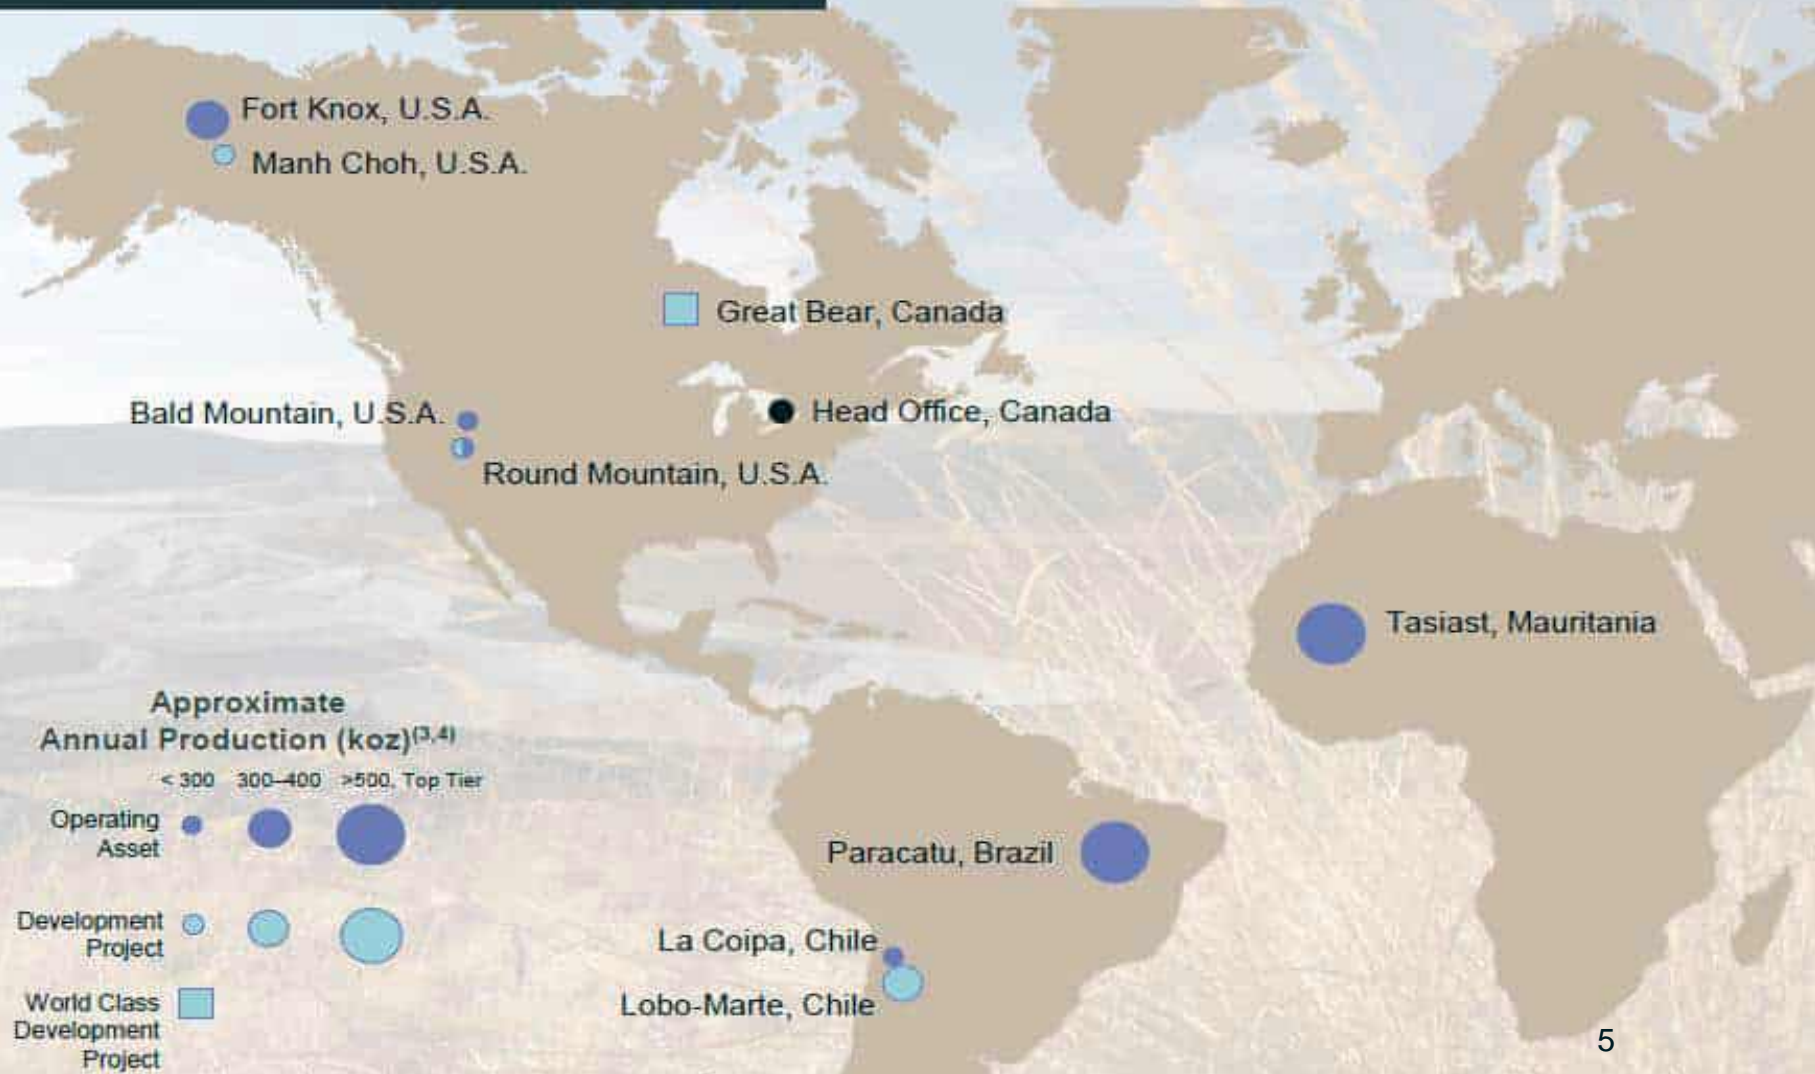 Fort Knox, U.S.A.
Manh Choh, U.S.A.
Great Bear, Canada
Bald Mountain, U.S.A.
Head Office, Canada
Round Mountain, U.S.A.
Tasiast, Mauritania
Approximate
Annual Production (koz)(3,4)
< 300 300–400 >500, Top Tier
Operating
Asset
Development
Project
World Class
Development
Project
Paracatu, Brazil
La Coipa, Chile
Lobo-Marte, Chile
5